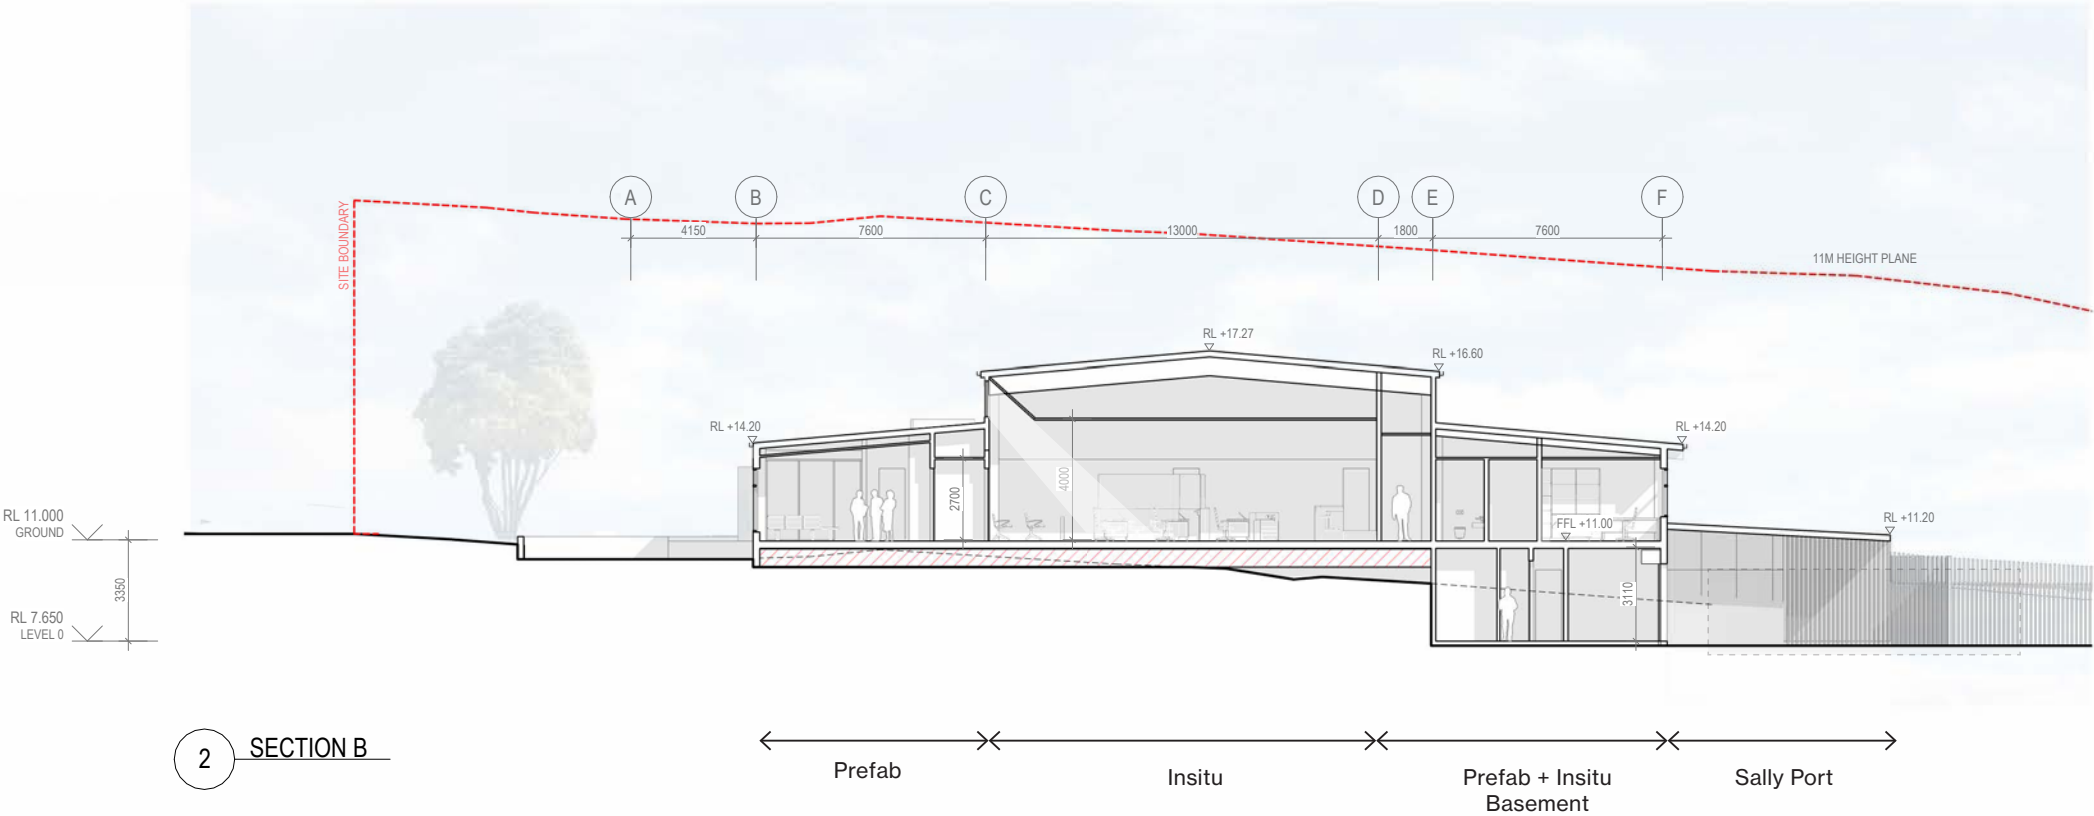 A
B
C
D
E
F
SITE BOUNDARY
4150
7600
13000
1800
7600
11M HEIGHT PLANE
RL +17.27
RL +16.60
RL +14.20
RL +14.20
4000
2700
RL 11.000
GROUND
FFL +11.00
RL +11.20
3350
3110
RL 7.650
LEVEL 0
2
SECTION B
Prefab
Insitu
Prefab + Insitu
Basement
Sally Port